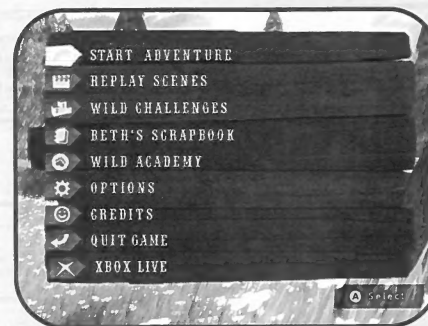 START ADVENTURE
REPLAY SCENES
WILD CHALLENGES
BETH'S SCRAPBOOK
WILD ACADEMY
OPTIONS
CREDITS
QUIT GAME
XBOX LIVE
A Select